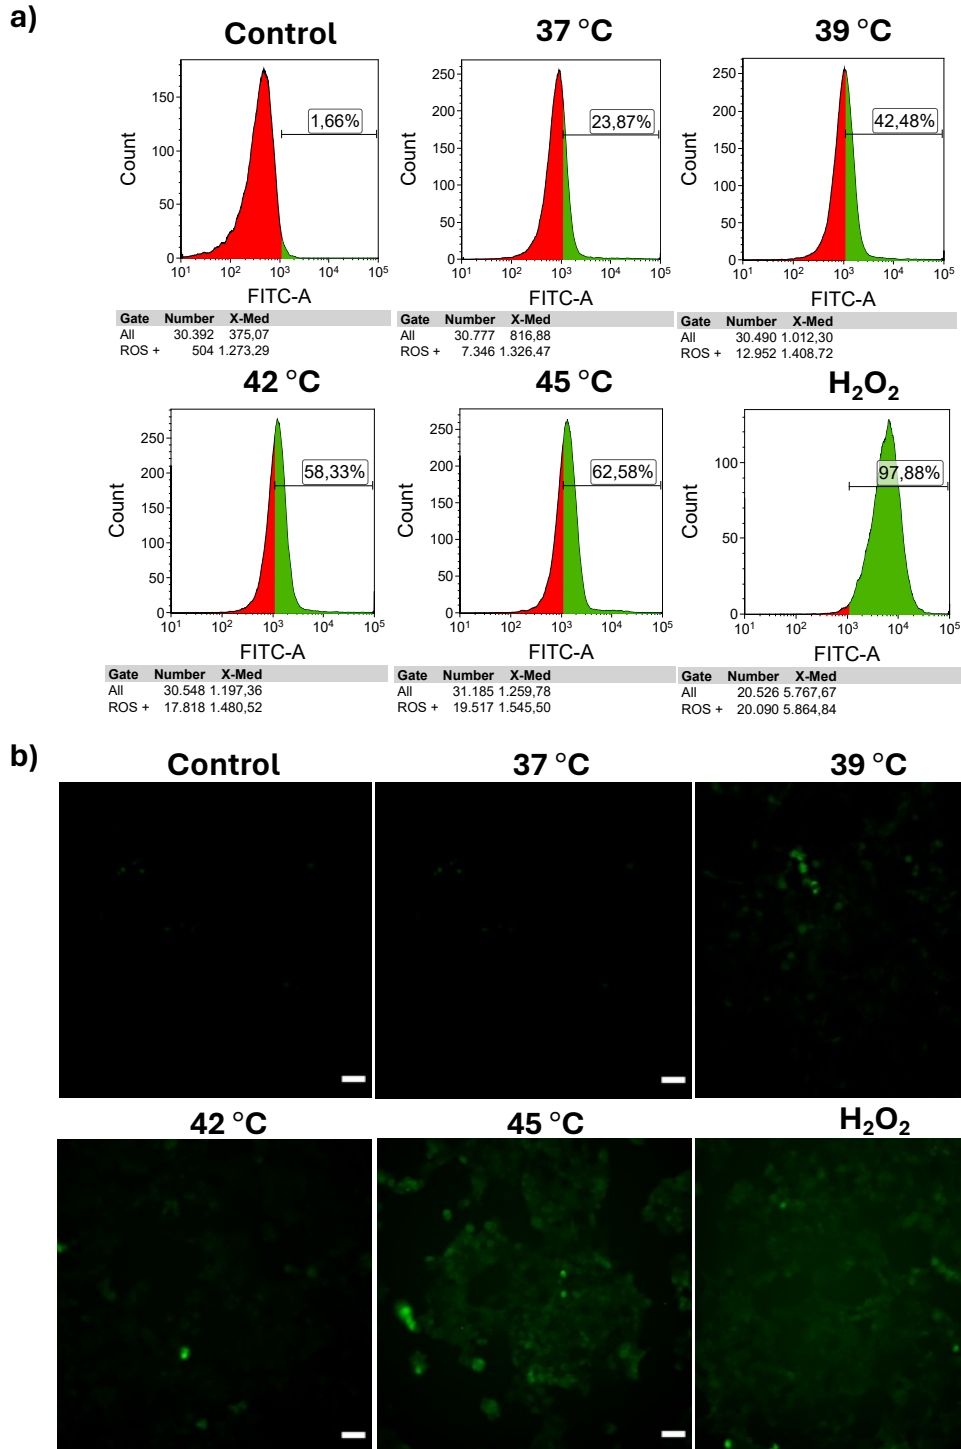 a)
Control
37 °C
39 °C
150
100
50
0
Count
1,66%
10¹ 10² 10³ 10⁴ 10⁵
FITC-A
250
200
150
100
50
0
Count
23,87%
10¹ 10² 10³ 10⁴ 10⁵
FITC-A
250
200
150
100
50
0
Count
42,48%
10¹ 10² 10³ 10⁴ 10⁵
FITC-A
Gate Number X-Med
All 30.392 375,07
ROS + 504 1.273,29
Gate Number X-Med
All 30.777 816,88
ROS + 7.346 1.326,47
Gate Number X-Med
All 30.490 1.012,30
ROS + 12.952 1.408,72
42 °C
45 °C
H₂O₂
250
200
150
100
50
0
Count
58,33%
10¹ 10² 10³ 10⁴ 10⁵
FITC-A
250
200
150
100
50
0
Count
62,58%
10¹ 10² 10³ 10⁴ 10⁵
FITC-A
100
50
0
Count
97,88%
10¹ 10² 10³ 10⁴ 10⁵
FITC-A
Gate Number X-Med
All 30.548 1.197,36
ROS + 17.818 1.480,52
Gate Number X-Med
All 31.185 1.259,78
ROS + 19.517 1.545,50
Gate Number X-Med
All 20.526 5.767,67
ROS + 20.090 5.864,84
b)
Control
37 °C
39 °C
42 °C
45 °C
H₂O₂